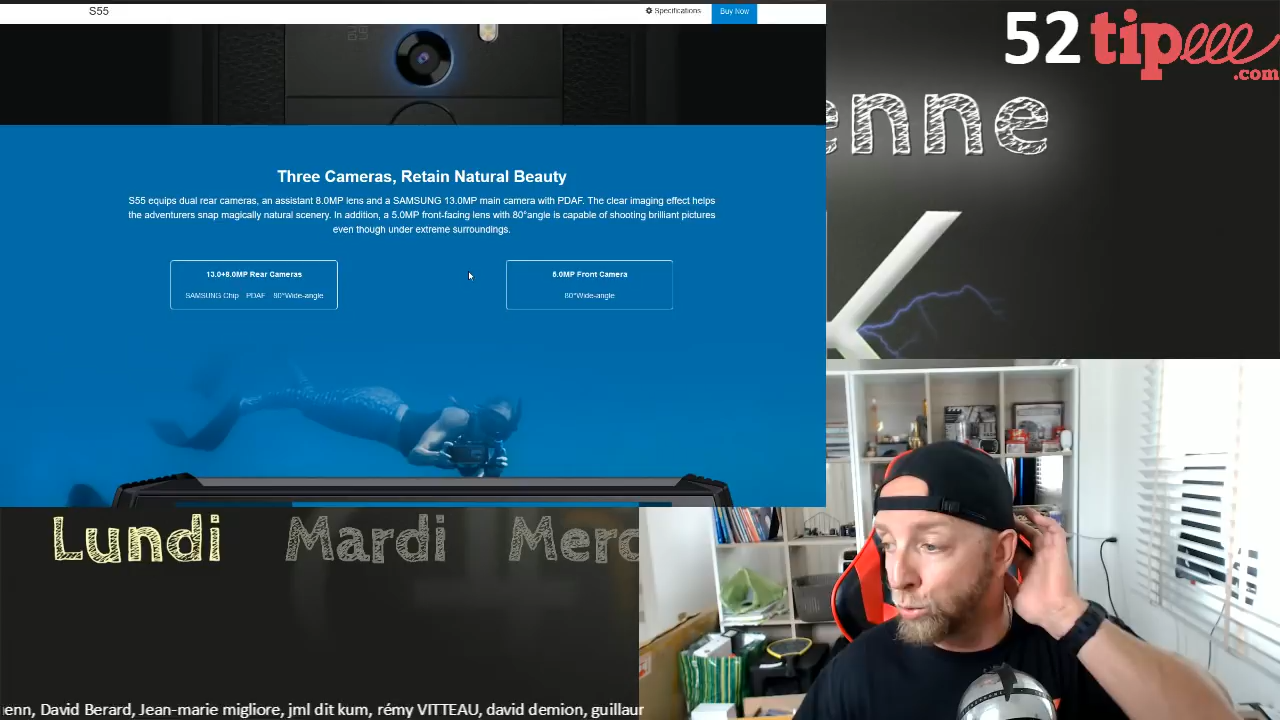 S55
Specifications
Buy Now
52 tipeee
.com
enne
Three Cameras, Retain Natural Beauty
S55 equips dual rear cameras, an assistant 8.0MP lens and a SAMSUNG 13.0MP main camera with PDAF. The clear imaging effect helps
the adventurers snap magically natural scenery. In addition, a 5.0MP front-facing lens with 80°angle is capable of shooting brilliant pictures
even though under extreme surroundings.
13.0+8.0MP Rear Cameras
SAMSUNG Chip PDAF 80°Wide-angle
5.0MP Front Camera
80°Wide-angle
Lundi Mardi Merc
enn, David Berard, Jean-marie migliore, jml dit kum, rémy VITTEAU, david demion, guillaur